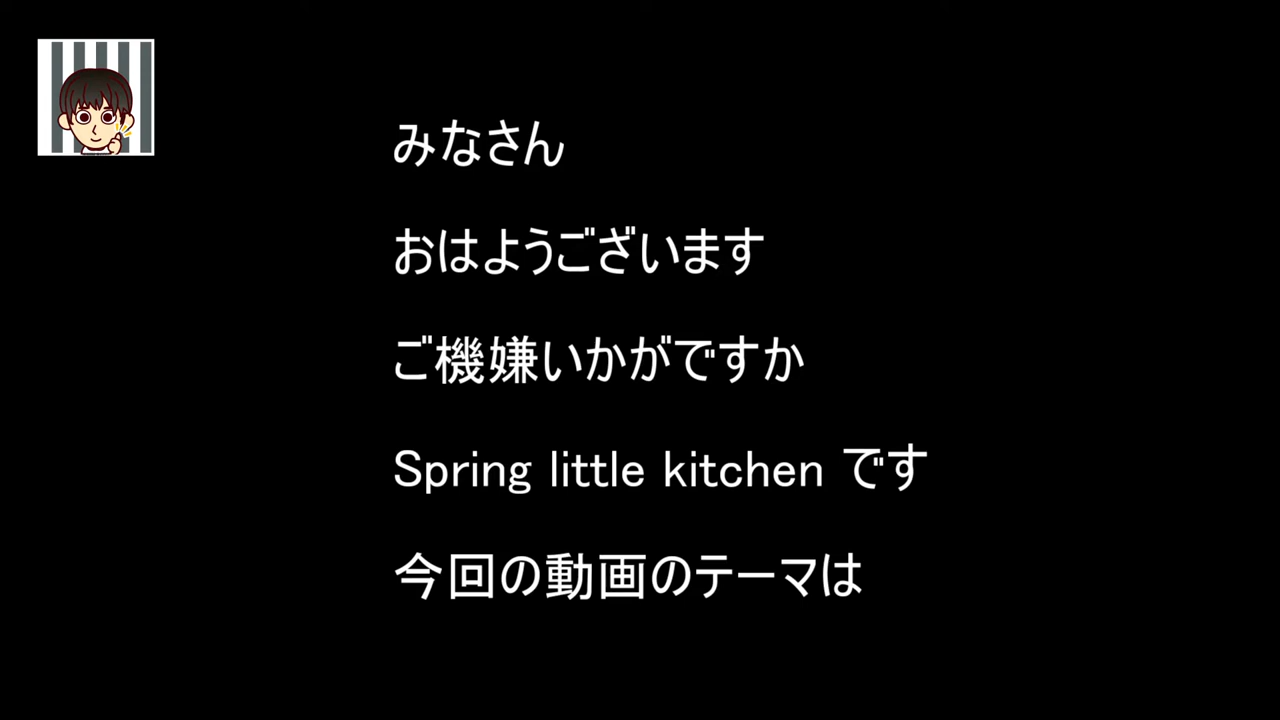 みなさん
おはようございます
ご機嫌いかがですか
Spring little kitchen です
今回の動画のテーマは